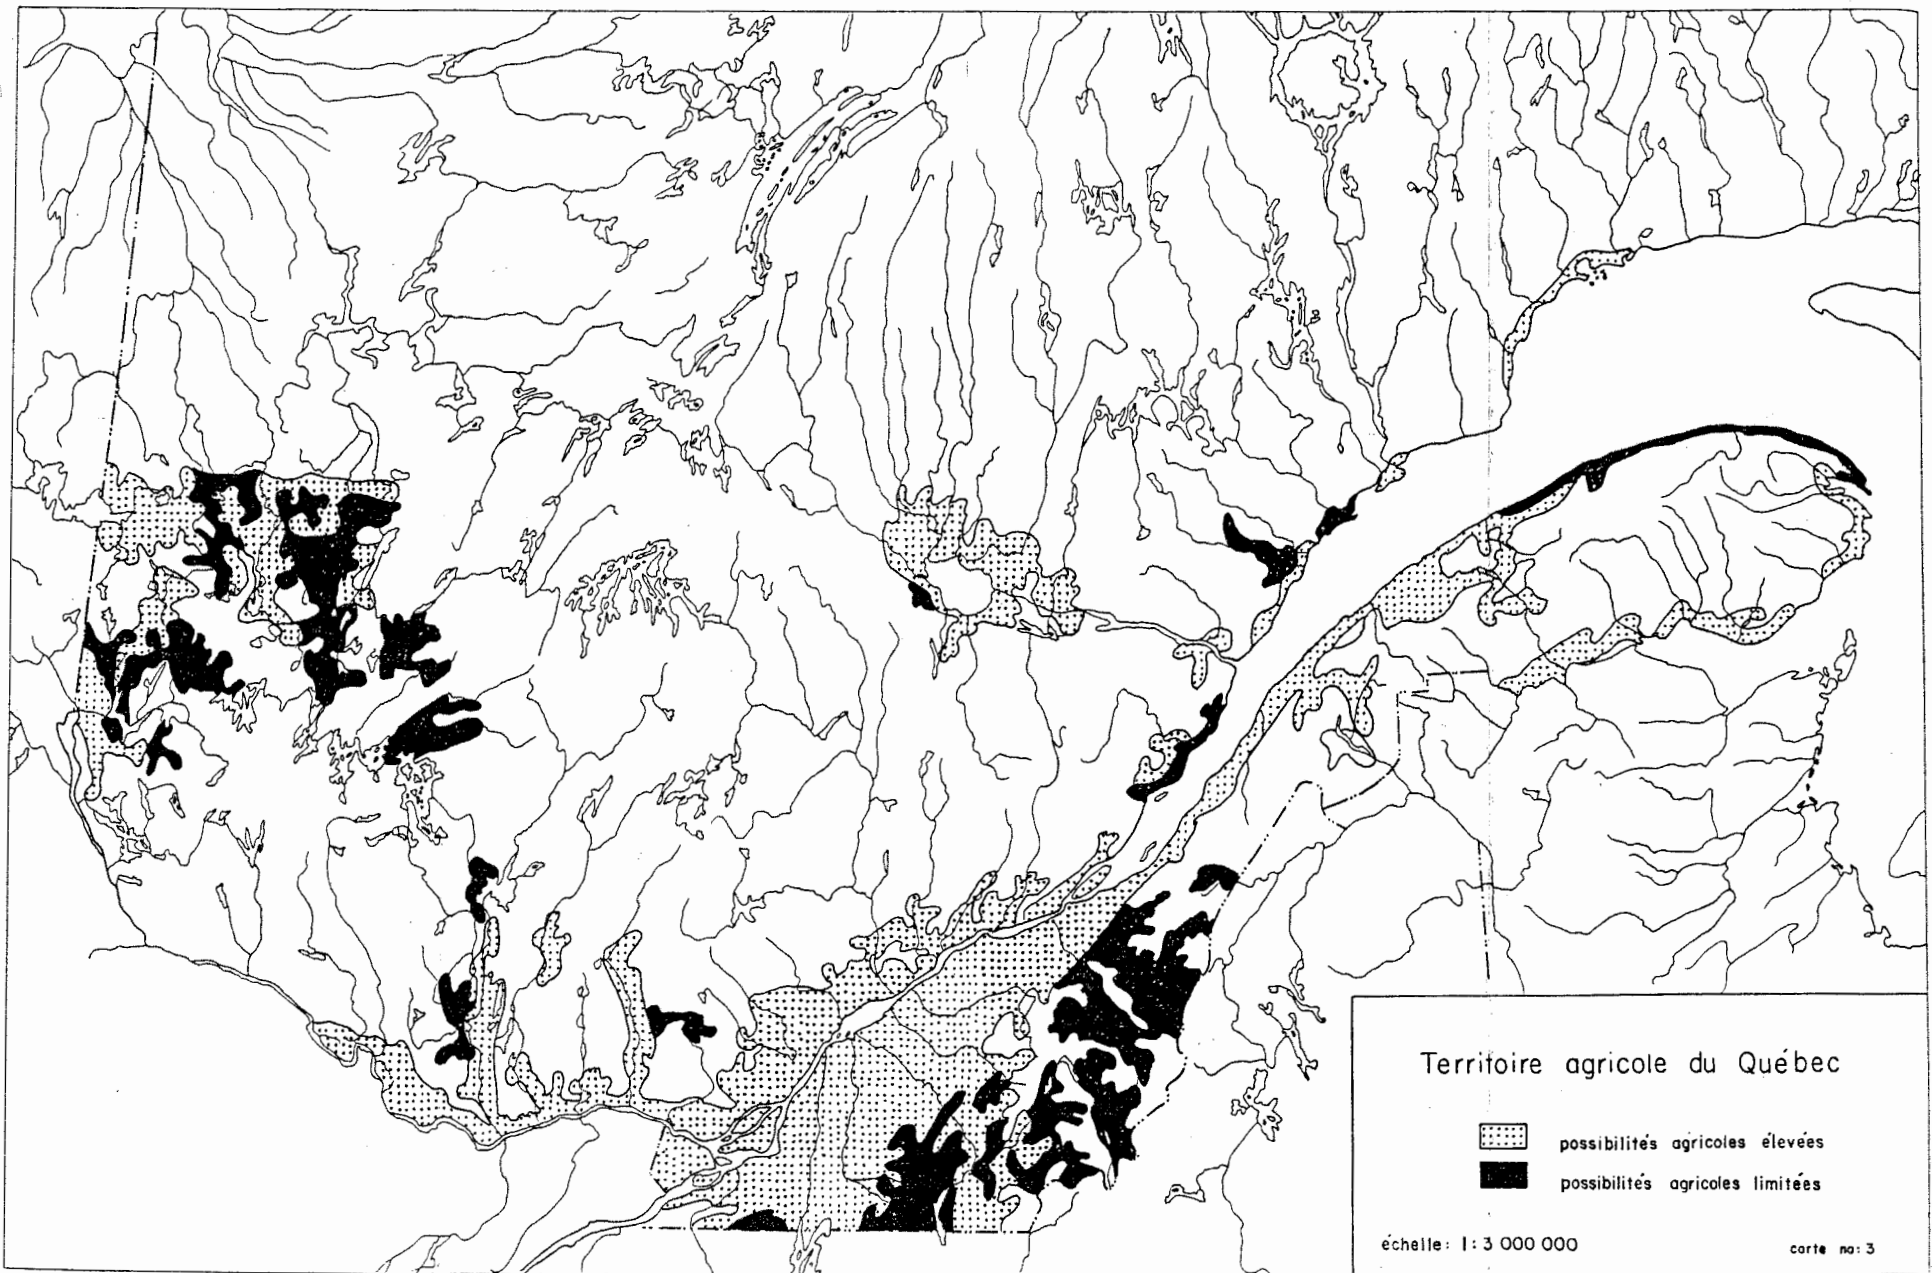 Territoire agricole du Québec
possibilités agricoles élevées
possibilités agricoles limitées
échelle: 1:3 000 000
carte no: 3